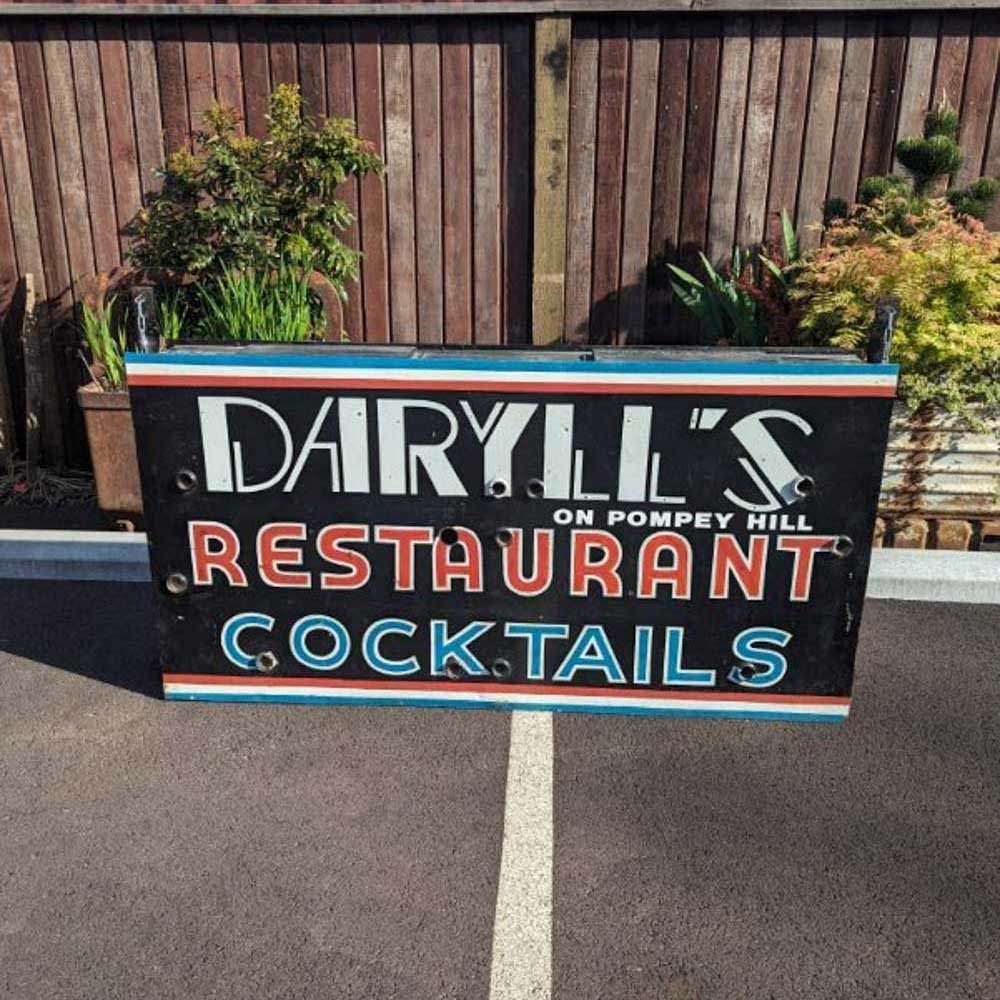 DARYLL'S
ON POMPEY HILL
RESTAURANT
COCKTAILS